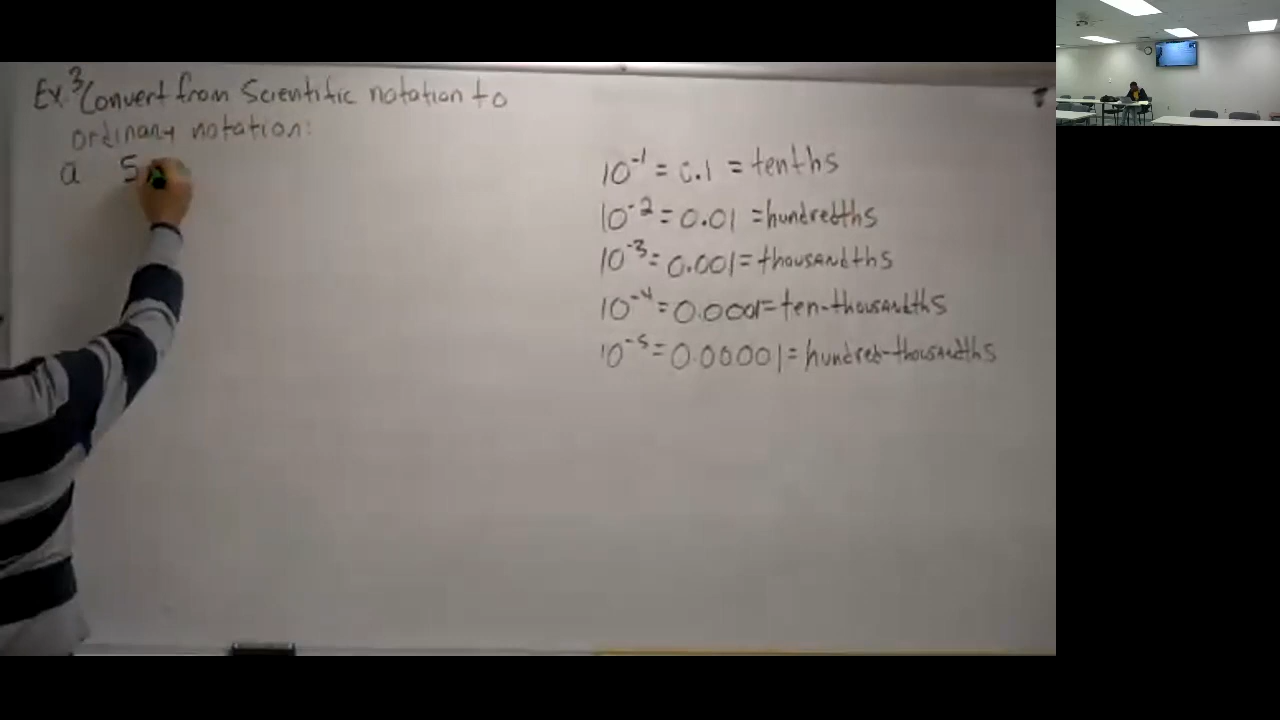 Ex. 3 Convert from Scientific notation to
ordinary notation:
a 5
10⁻¹ = 0.1 = tenths
10⁻² = 0.01 = hundredths
10⁻³ = 0.001 = thousandths
10⁻⁴ = 0.0001 = ten-thousandths
10⁻⁵ = 0.00001 = hundred-thousandths